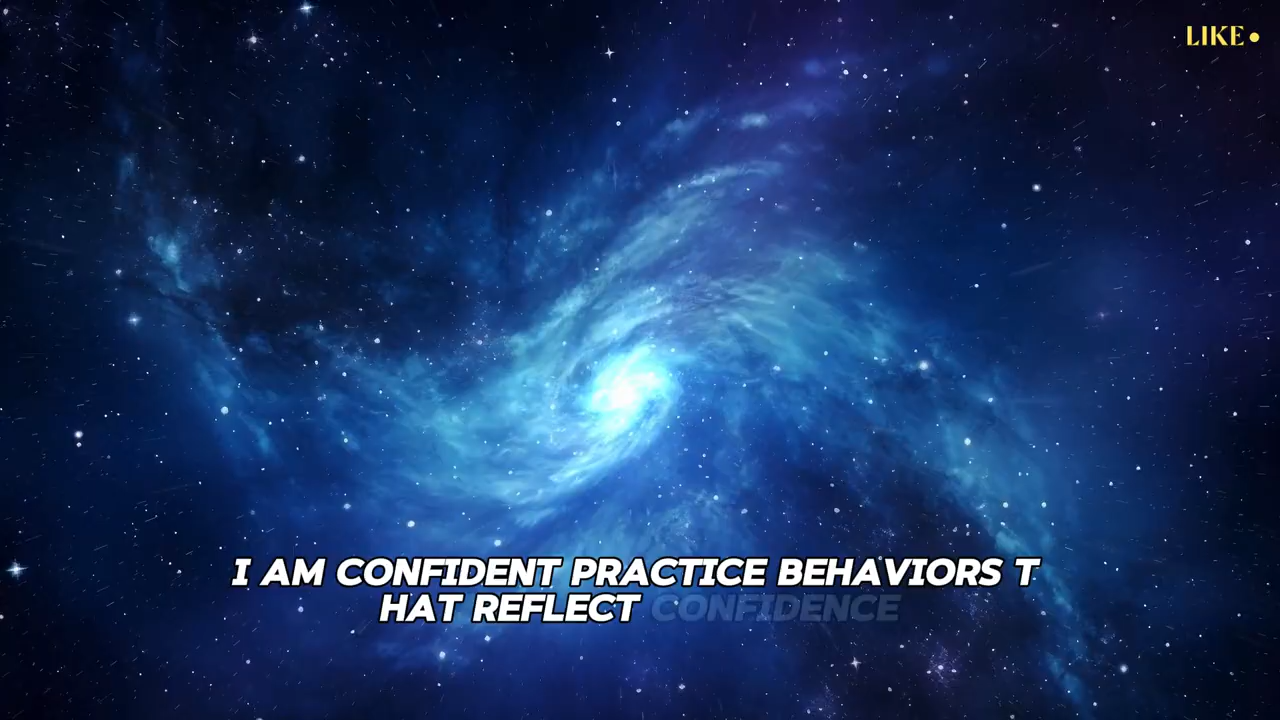 LIKE
I AM CONFIDENT PRACTICE BEHAVIORS T
HAT REFLECT CONFIDENCE